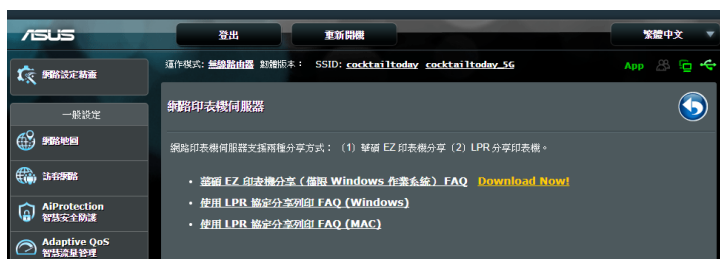 ASUS 登出 重新開機 繁體中文
運作模式: 無線路由器 韌體版本: SSID: cocktailtoday cocktailtoday_5G App
網路設定精靈
一般設定
網路地圖
訪客網路
AiProtection
智慧安全防護
Adaptive QoS
智慧流量管理
網路印表機伺服器
網路印表機伺服器支援兩種分享方式: (1) 華碩 EZ 印表機分享 (2) LPR 分享印表機。
• 華碩 EZ 印表機分享 (僅限 Windows 作業系統) FAQ Download Now!
• 使用 LPR 協定分享列印 FAQ (Windows)
• 使用 LPR 協定分享列印 FAQ (MAC)